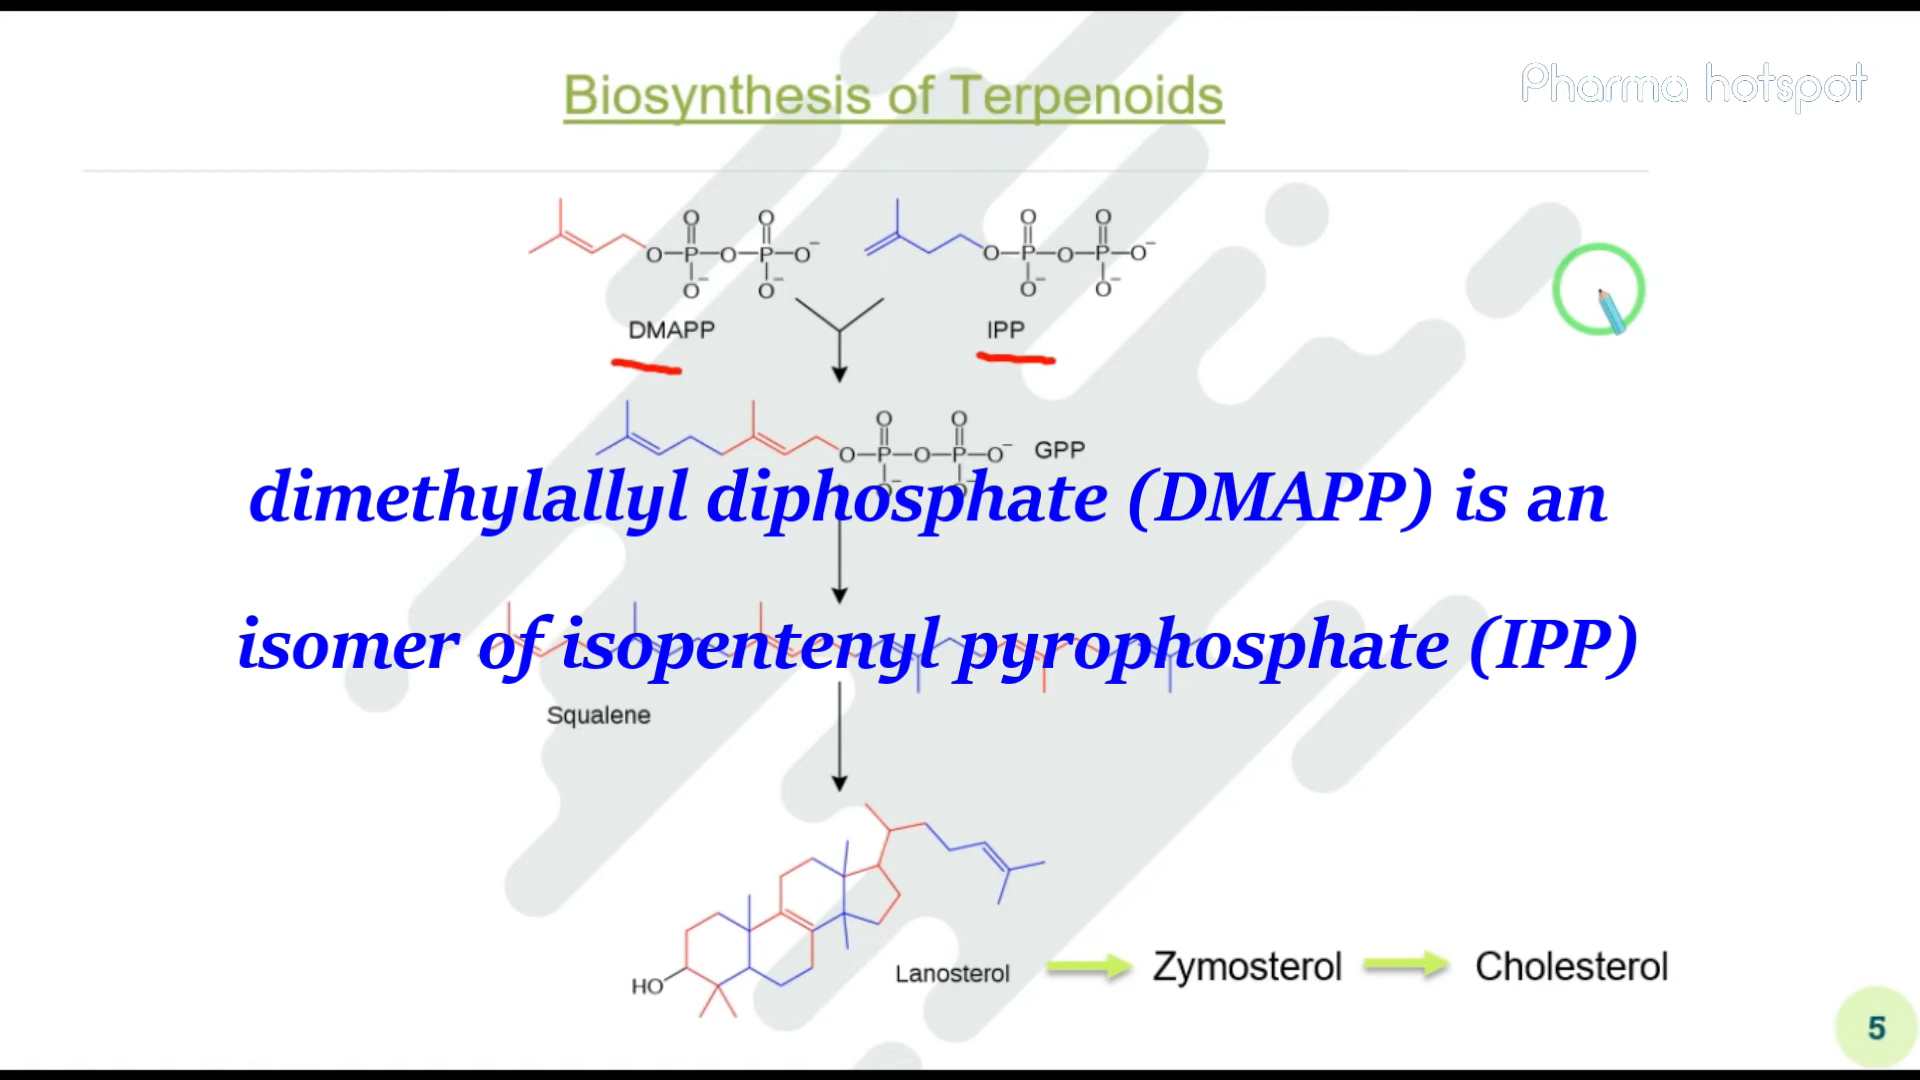 Biosynthesis of Terpenoids
Pharma hotspot
O O O O
O P O P O⁻ O P O P O⁻
O⁻ O⁻ O⁻ O⁻
DMAPP IPP
O O
O P O P O⁻ GPP
O⁻ O⁻
dimethylallyl diphosphate (DMAPP) is an
isomer of isopentenyl pyrophosphate (IPP)
Squalene
HO
Lanosterol Zymosterol Cholesterol
5